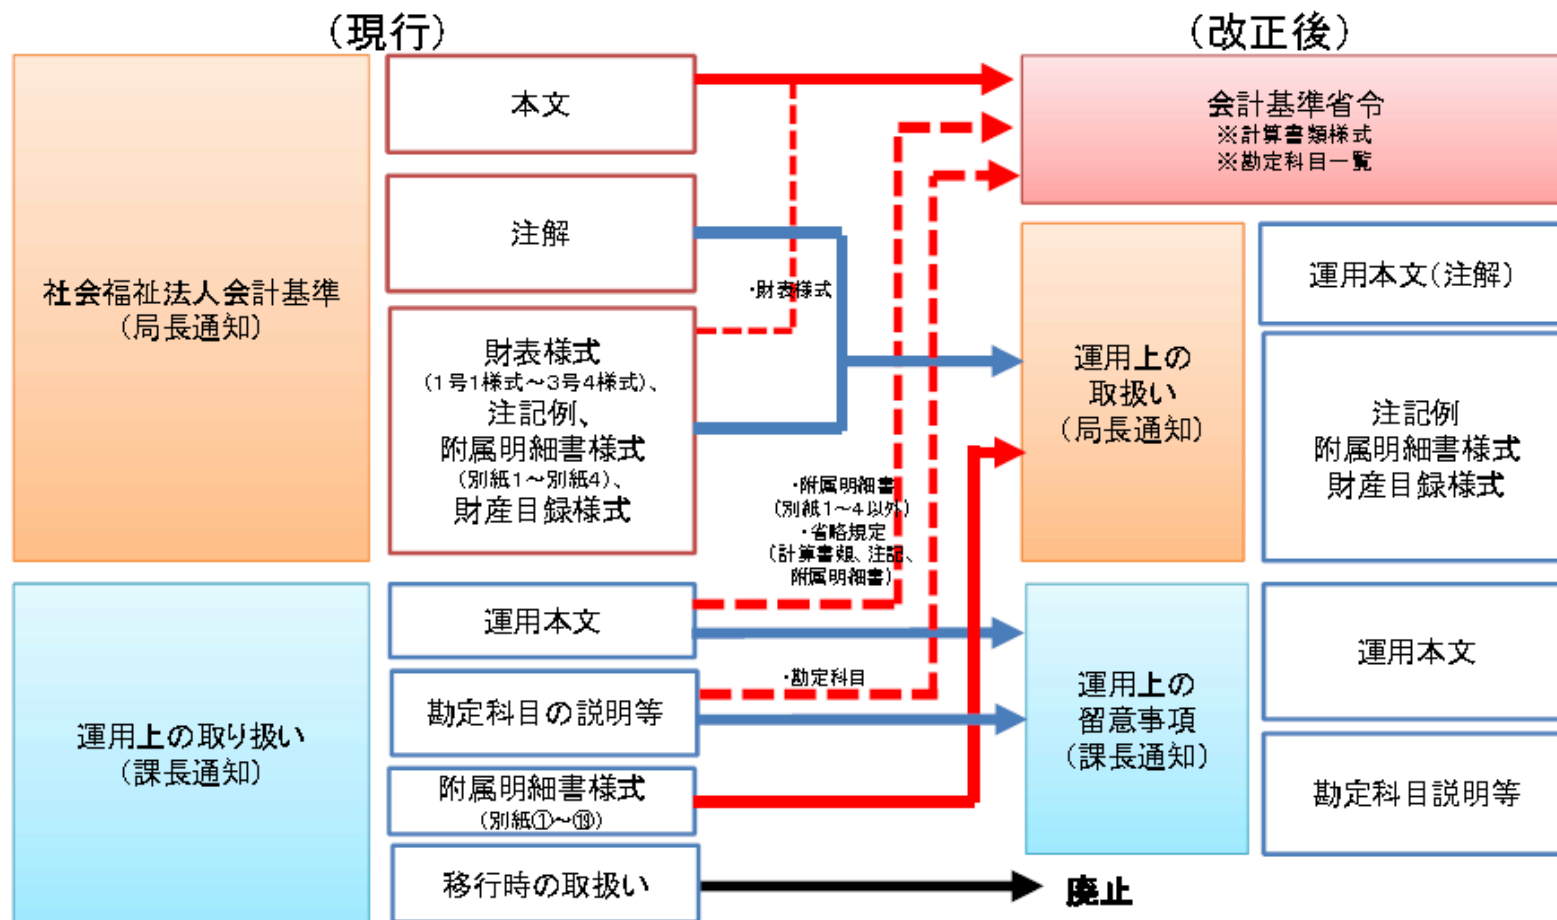 （現行）
（改正後）
社会福祉法人会計基準
（局長通知）
本文
注解
財表様式
（1号1様式～3号4様式）、
注記例、
附属明細書様式
（別紙1～別紙4）、
財産目録様式
運用上の取り扱い
（課長通知）
運用本文
勘定科目の説明等
附属明細書様式
（別紙①～⑲）
移行時の取扱い
・財表様式
・附属明細書
（別紙1～4以外）
・省略規定
（計算書類、注記、
附属明細書）
・勘定科目
会計基準省令
※計算書類様式
※勘定科目一覧
運用上の
取扱い
（局長通知）
運用本文（注解）
注記例
附属明細書様式
財産目録様式
運用上の
留意事項
（課長通知）
運用本文
勘定科目説明等
廃止